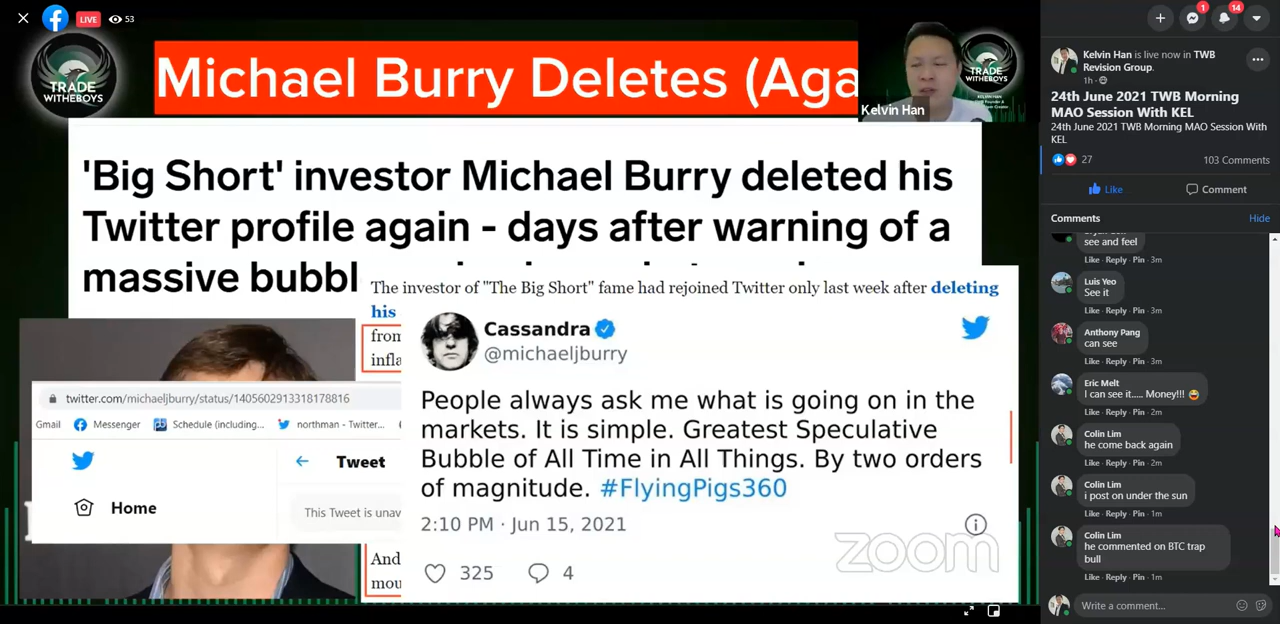 LIVE
53
TRADE
WITHEBOYS
Michael Burry Deletes (Aga
TRADE
WITHEBOYS
Kelvin Han
'Big Short' investor Michael Burry deleted his
Twitter profile again - days after warning of a
massive bubbl
The investor of "The Big Short" fame had rejoined Twitter only last week after deleting
his
from
infla
Cassandra
@michaeljburry
People always ask me what is going on in the
markets. It is simple. Greatest Speculative
Bubble of All Time in All Things. By two orders
of magnitude. #FlyingPigs360
2:10 PM · Jun 15, 2021
325
4
zoom
And
mou
twitter.com/michaeljburry/status/1405602913318178816
Gmail
Messenger
Schedule (including...
northman - Twitter...
Tweet
Home
This Tweet is unav
1
14
Kelvin Han is live now in TWB
Revision Group.
1h
24th June 2021 TWB Morning
MAO Session With KEL
24th June 2021 TWB Morning MAO Session With
KEL
27
103 Comments
Like
Comment
Comments
Hide
see and feel
Like · Reply · Pin · 3m
Luis Yeo
See it
Like · Reply · Pin · 3m
Anthony Pang
can see
Like · Reply · Pin · 3m
Eric Melt
I can see it..... Money!!! 😂
Like · Reply · Pin · 2m
Colin Lim
he come back again
Like · Reply · Pin · 2m
Colin Lim
i post on under the sun
Like · Reply · Pin · 1m
Colin Lim
he commented on BTC trap
bull
Like · Reply · Pin · 1m
Write a comment...